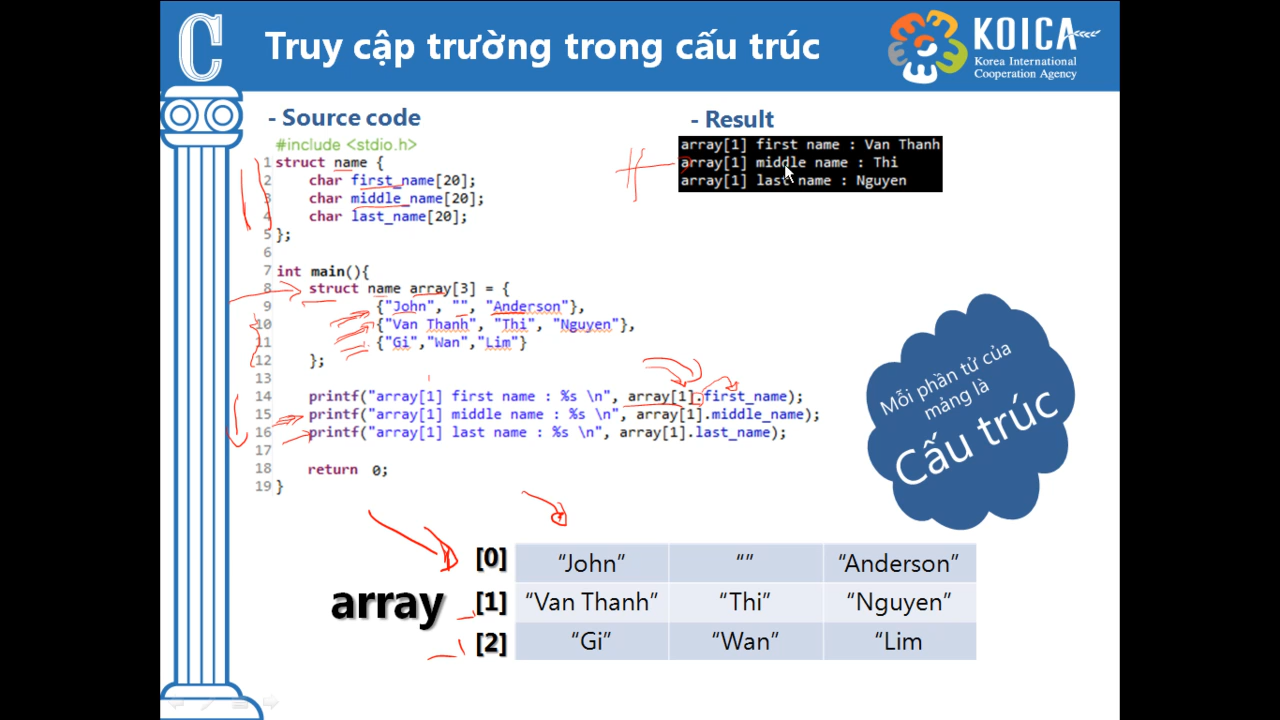 C
Truy cập trường trong cấu trúc
KOICA
Korea International
Cooperation Agency
- Source code
#include <stdio.h>
1 struct name {
2 char first_name[20];
3 char middle_name[20];
4 char last_name[20];
5 };
6
7 int main(){
8 struct name array[3] = {
9 {"John", "", "Anderson"},
10 {"Van Thanh", "Thi", "Nguyen"},
11 {"Gi","Wan","Lim"}
12 };
13
14 printf("array[1] first name : %s \n", array[1].first_name);
15 printf("array[1] middle name : %s \n", array[1].middle_name);
16 printf("array[1] last name : %s \n", array[1].last_name);
17
18 return 0;
19 }
- Result
array[1] first name : Van Thanh
array[1] middle name : Thi
array[1] last name : Nguyen
Mỗi phần tử của
mảng là
Cấu trúc
array
[0] “John” “” “Anderson”
[1] “Van Thanh” “Thi” “Nguyen”
[2] “Gi” “Wan” “Lim